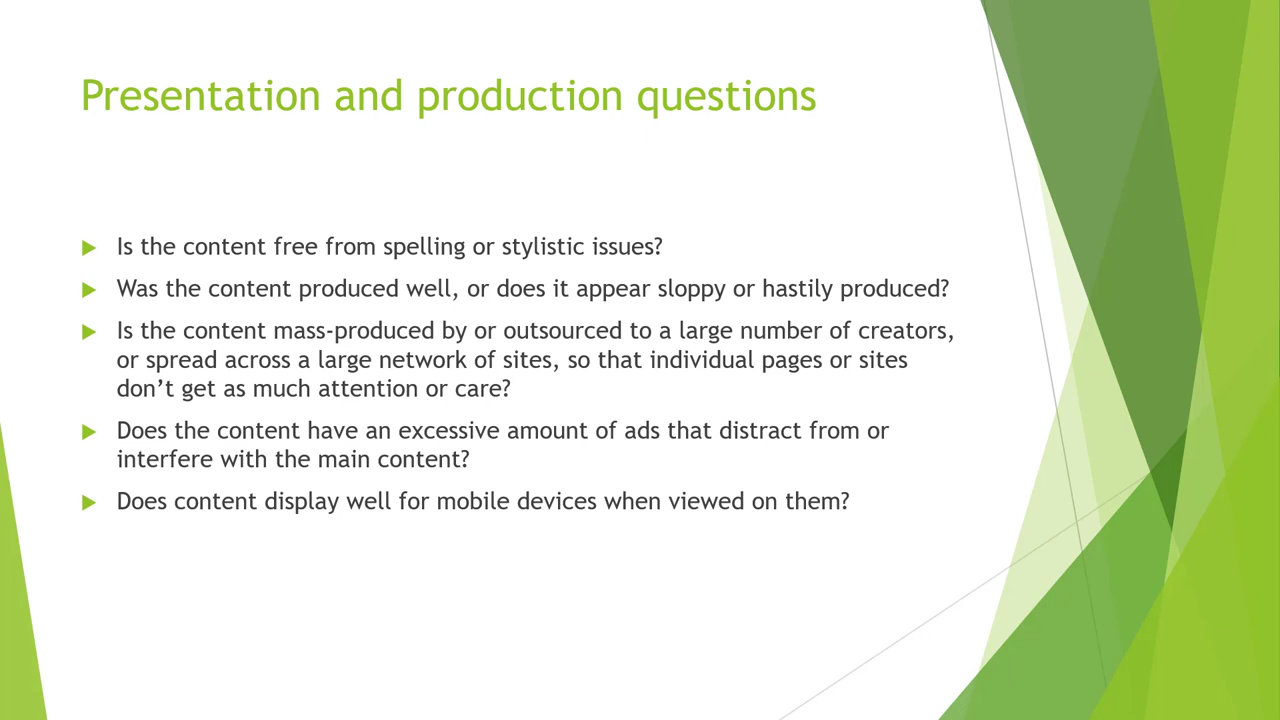 Presentation and production questions
Is the content free from spelling or stylistic issues?
Was the content produced well, or does it appear sloppy or hastily produced?
Is the content mass-produced by or outsourced to a large number of creators,
or spread across a large network of sites, so that individual pages or sites
don’t get as much attention or care?
Does the content have an excessive amount of ads that distract from or
interfere with the main content?
Does content display well for mobile devices when viewed on them?